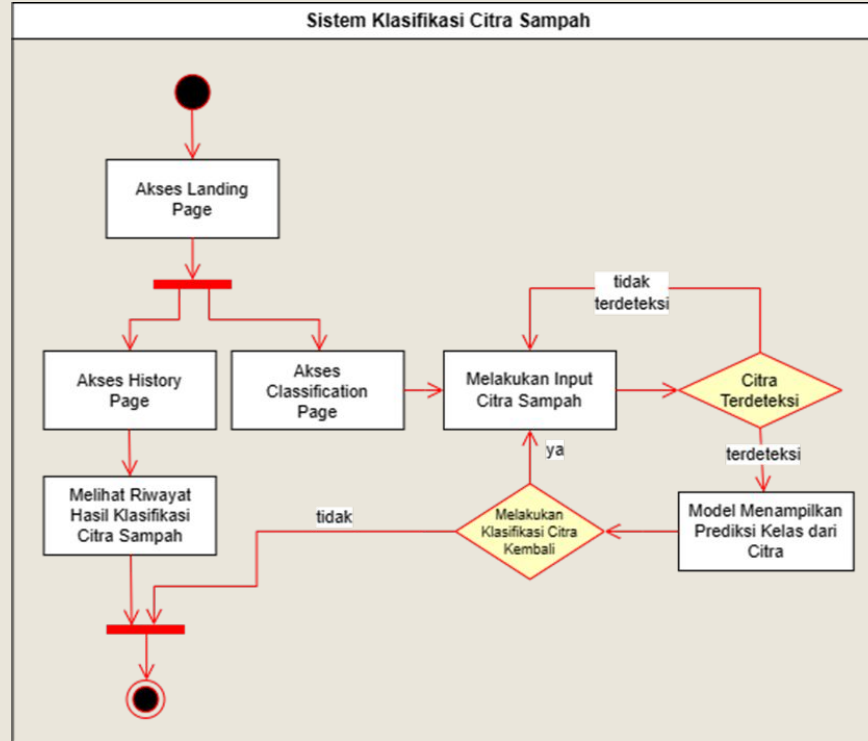 Sistem Klasifikasi Citra Sampah
Akses Landing
Page
tidak
terdeteksi
Akses History
Page
Akses
Classification
Page
Melakukan Input
Citra Sampah
Citra
Terdeteksi
ya
terdeteksi
Melihat Riwayat
Hasil Klasifikasi
Citra Sampah
tidak
Melakukan
Klasifikasi Citra
Kembali
Model Menampilkan
Prediksi Kelas dari
Citra